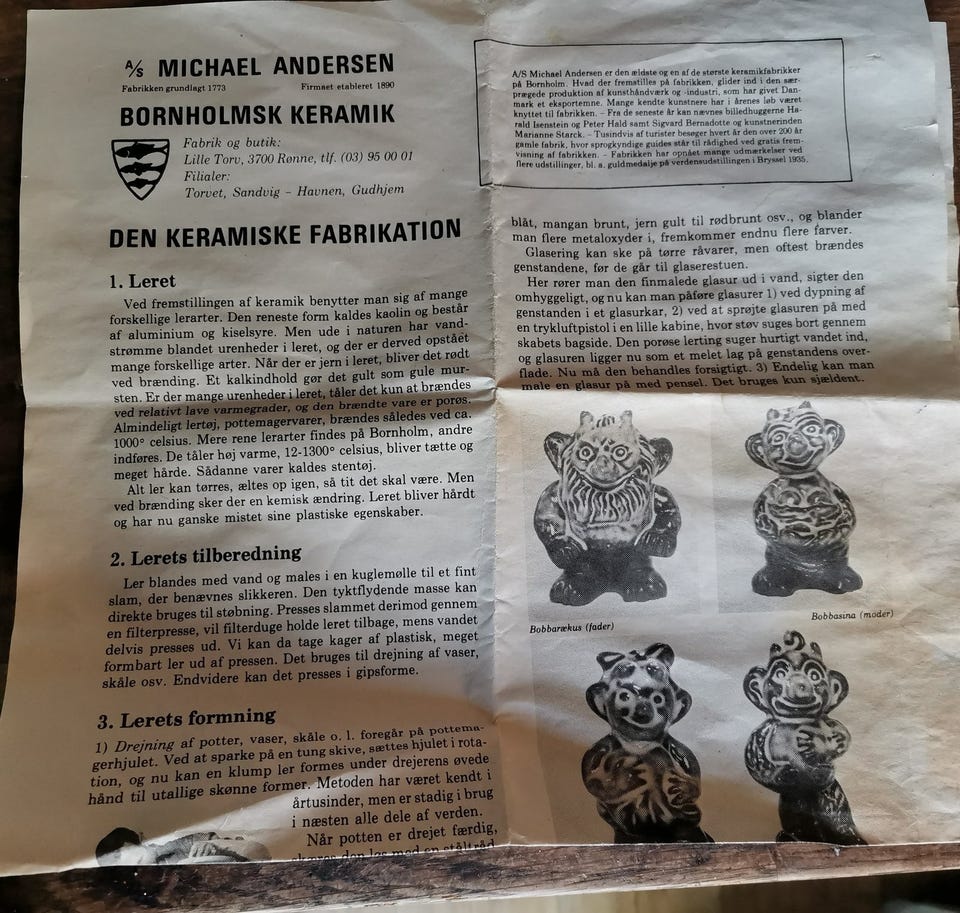 A/S MICHAEL ANDERSEN
Fabrikken grundlagt 1773 Firmaet etableret 1890
BORNHOLMSK KERAMIK
Fabrik og butik:
Lille Torv, 3700 Rønne, tlf. (03) 95 00 01
Filialer:
Torvet, Sandvig – Havnen, Gudhjem
DEN KERAMISKE FABRIKATION
1. Leret
Ved fremstillingen af keramik benytter man sig af mange
forskellige lerarter. Den reneste form kaldes kaolin og består
af aluminium og kiselsyre. Men ude i naturen har vand-
strømme blandet urenheder i leret, og der er derved opstået
mange forskellige arter. Når der er jern i leret, bliver det rødt
ved brænding. Et kalkindhold gør det gult som gule mur-
sten. Er der mange urenheder i leret, tåler det kun at brændes
ved relativt lave varmegrader, og den brændte vare er porøs.
Almindeligt lertøj, pottemagervarer, brændes således ved ca.
1000° celsius. Mere rene lerarter findes på Bornholm, andre
indføres. De tåler høj varme, 12-1300° celsius, bliver tætte og
meget hårde. Sådanne varer kaldes stentøj.
Alt ler kan tørres, æltes op igen, så tit det skal være. Men
ved brænding sker der en kemisk ændring. Leret bliver hårdt
og har nu ganske mistet sine plastiske egenskaber.
2. Lerets tilberedning
Ler blandes med vand og males i en kuglemølle til et fint
slam, der benævnes slikkeren. Den tyktflydende masse kan
direkte bruges til støbning. Presses slammet derimod gennem
en filterpresse, vil filterduge holde leret tilbage, mens vandet
delvis presses ud. Vi kan da tage kager af plastisk, meget
formbart ler ud af pressen. Det bruges til drejning af vaser,
skåle osv. Endvidere kan det presses i gipsforme.
3. Lerets formning
1) Drejning af potter, vaser, skåle o. l. foregår på pottema-
gerhjulet. Ved at sparke på en tung skive, sættes hjulet i rota-
tion, og nu kan en klump ler formes under drejerens øvede
hånd til utallige skønne former. Metoden har været kendt i
årtusinder, men er stadig i brug
i næsten alle dele af verden.
Når potten er drejet færdig,
skæres den løs med en ståltråd
A/S Michael Andersen er den ældste og en af de største keramikfabrikker
på Bornholm. Hvad der fremstilles på fabrikken, glider ind i den sær-
prægede produktion af kunsthåndværk og -industri, som har givet Dan-
mark et eksportemne. Mange kendte kunstnere har i årenes løb været
knyttet til fabrikken. – Fra de seneste år kan nævnes billedhuggerne Ha-
rald Isenstein og Peter Hald samt Sigvard Bernadotte og kunstnerinden
Marianne Starck. – Tusindvis af turister besøger hvert år den over 200 år
gamle fabrik, hvor sprogkyndige guides står til rådighed ved gratis frem-
visning af fabrikken. – Fabrikken har opnået mange udmærkelser ved
flere udstillinger, bl. a. guldmedalje på verdensudstillingen i Bryssel 1935.
blåt, mangan brunt, jern gult til rødbrunt osv., og blander
man flere metaloxyder i, fremkommer endnu flere farver.
Glasering kan ske på tørre råvarer, men oftest brændes
genstandene, før de går til glaserestuen.
Her rører man den finmalede glasur ud i vand, sigter den
omhyggeligt, og nu kan man påføre glasurer 1) ved dypning af
genstanden i et glasurkar, 2) ved at sprøjte glasuren på med
en trykluftpistol i en lille kabine, hvor støv suges bort gennem
skabets bagside. Den porøse lerting suger hurtigt vandet ind,
og glasuren ligger nu som et melet lag på genstandens over-
flade. Nu må den behandles forsigtigt. 3) Endelig kan man
male en glasur på med pensel. Det bruges kun sjældent.
Bobbarækus (fader)
Bobbasina (moder)